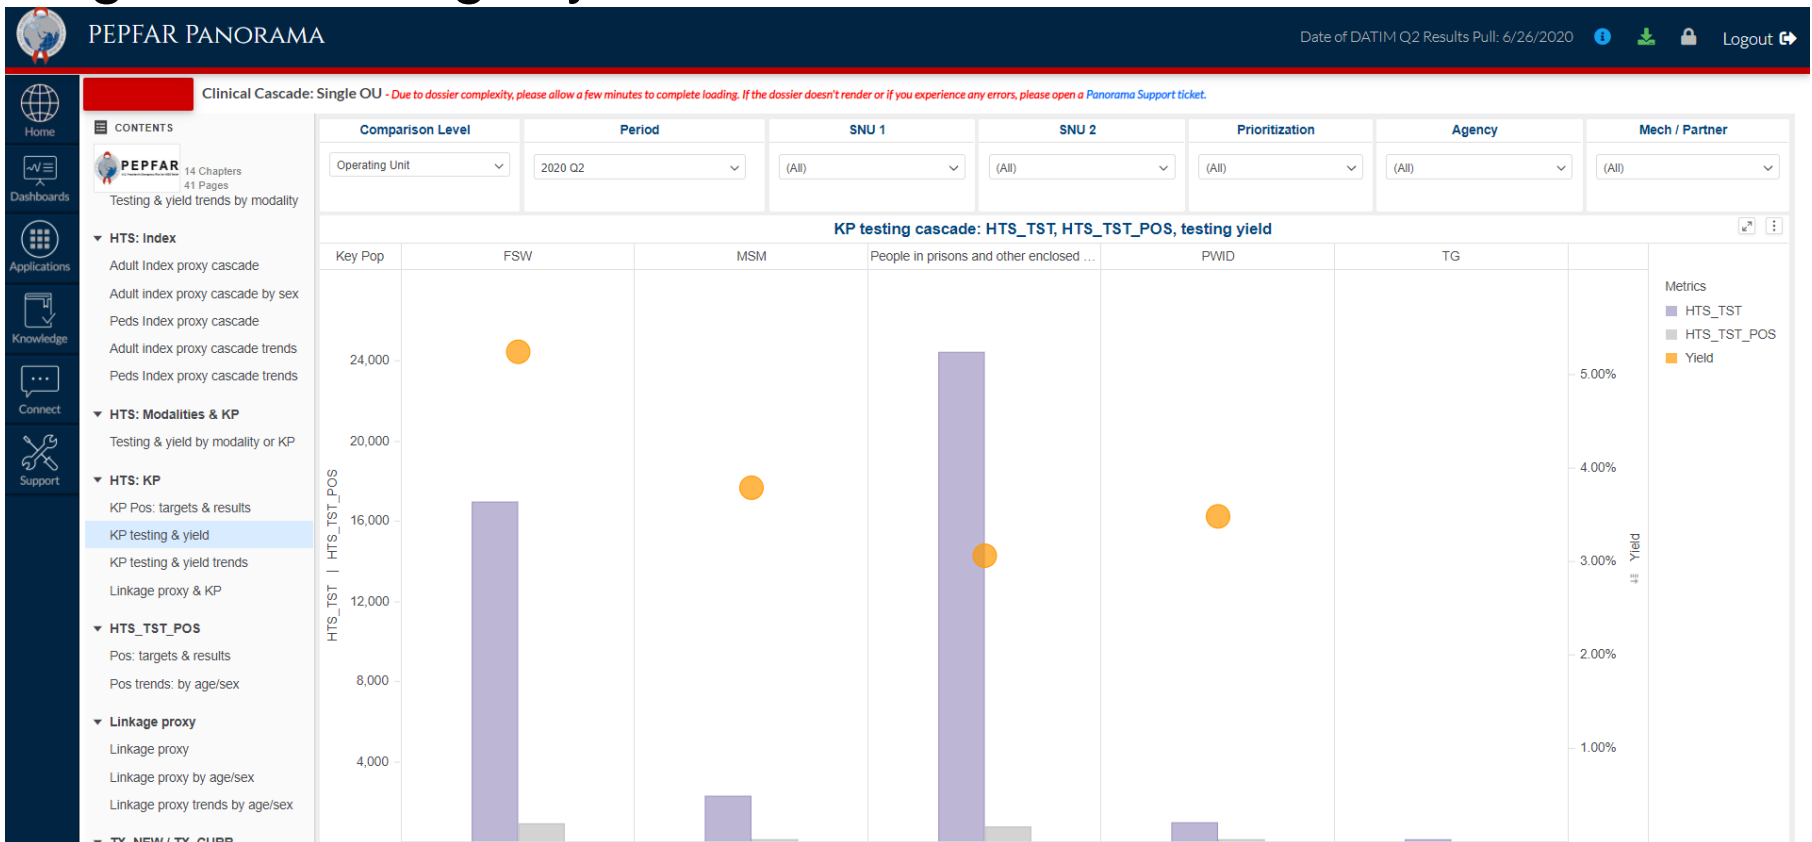 PEPFAR PANORAMA
Date of DATIM Q2 Results Pull: 6/26/2020
Logout
Home
Dashboards
Applications
Knowledge
Connect
Support
Clinical Cascade: Single OU - Due to dossier complexity, please allow a few minutes to complete loading. If the dossier doesn't render or if you experience any errors, please open a Panorama Support ticket.
CONTENTS
PEPFAR
14 Chapters
41 Pages
Testing & yield trends by modality
HTS: Index
Adult Index proxy cascade
Adult index proxy cascade by sex
Peds Index proxy cascade
Adult index proxy cascade trends
Peds Index proxy cascade trends
HTS: Modalities & KP
Testing & yield by modality or KP
HTS: KP
KP Pos: targets & results
KP testing & yield
KP testing & yield trends
Linkage proxy & KP
HTS_TST_POS
Pos: targets & results
Pos trends: by age/sex
Linkage proxy
Linkage proxy
Linkage proxy by age/sex
Linkage proxy trends by age/sex
Comparison Level
Operating Unit
Period
2020 Q2
SNU 1
(All)
SNU 2
(All)
Prioritization
(All)
Agency
(All)
Mech / Partner
(All)
KP testing cascade: HTS_TST, HTS_TST_POS, testing yield
Key Pop
FSW
MSM
People in prisons and other enclosed ...
PWID
TG
24,000
20,000
16,000
12,000
8,000
4,000
HTS_TST | HTS_TST_POS
5.00%
4.00%
3.00%
2.00%
1.00%
Yield
Metrics
HTS_TST
HTS_TST_POS
Yield